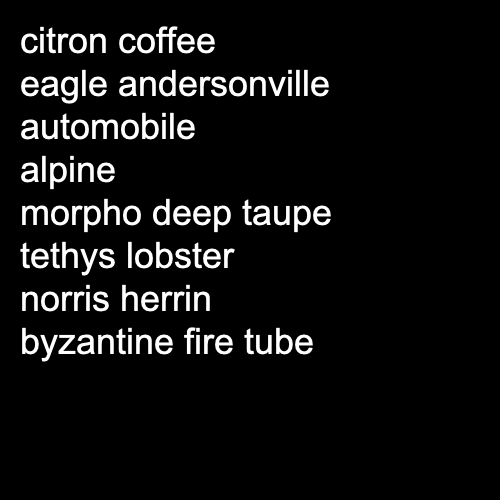 citron coffee
eagle andersonville
automobile
alpine
morpho deep taupe
tethys lobster
norris herrin
byzantine fire tube